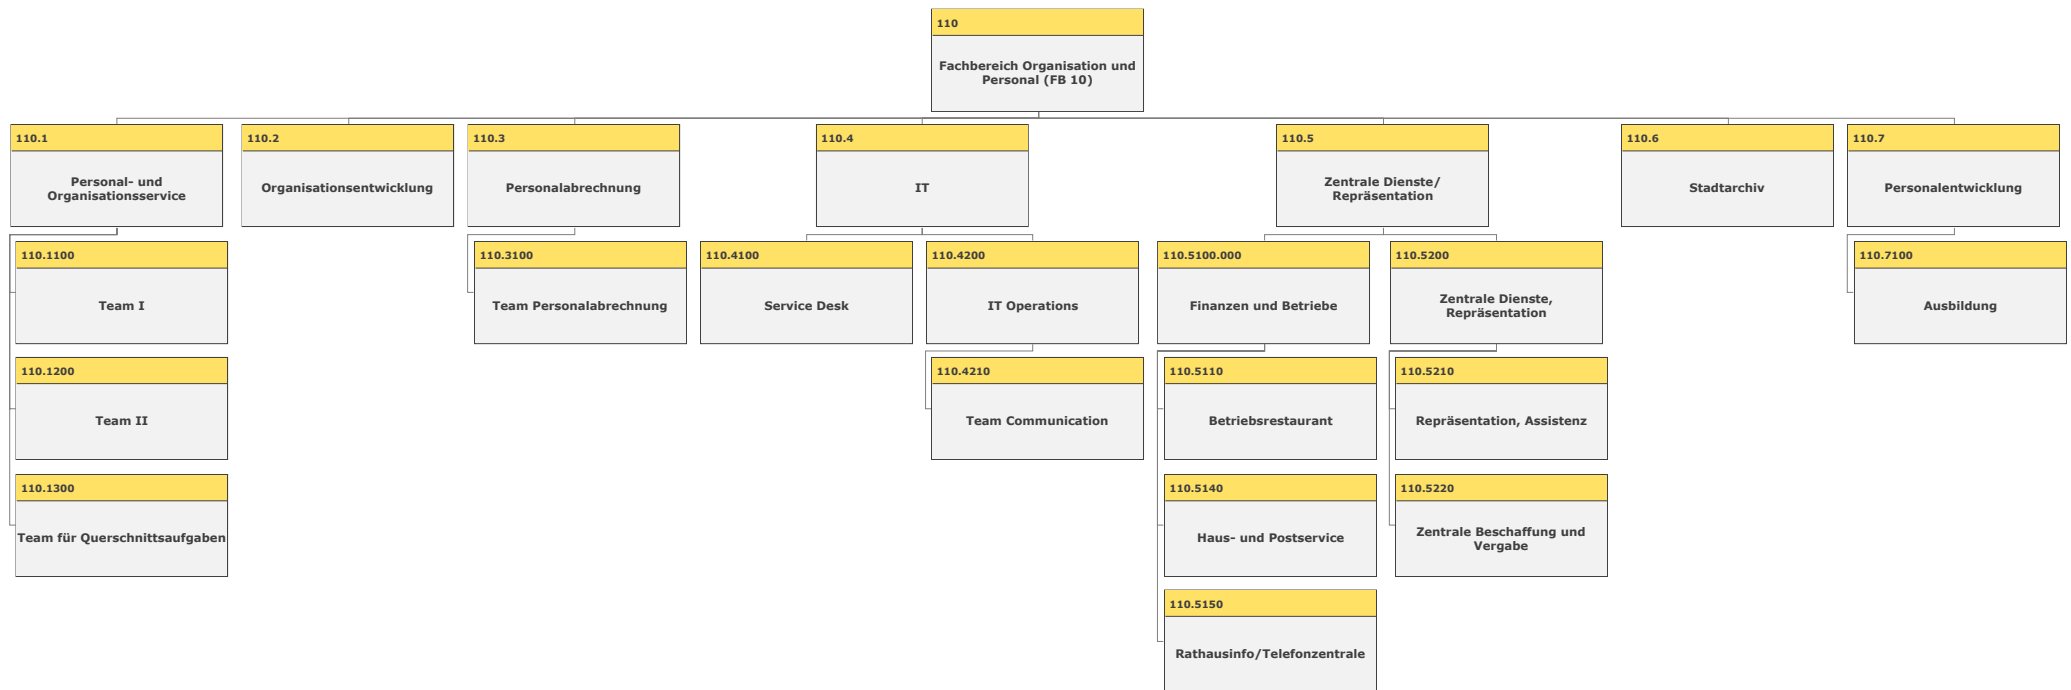 110
Fachbereich Organisation und
Personal (FB 10)
110.1
Personal- und
Organisationsservice
110.2
Organisationsentwicklung
110.3
Personalabrechnung
110.4
IT
110.5
Zentrale Dienste/
Repräsentation
110.6
Stadtarchiv
110.7
Personalentwicklung
110.1100
Team I
110.3100
Team Personalabrechnung
110.4100
Service Desk
110.4200
IT Operations
110.5100.000
Finanzen und Betriebe
110.5200
Zentrale Dienste,
Repräsentation
110.7100
Ausbildung
110.1200
Team II
110.4210
Team Communication
110.5110
Betriebsrestaurant
110.5210
Repräsentation, Assistenz
110.1300
Team für Querschnittsaufgaben
110.5140
Haus- und Postservice
110.5220
Zentrale Beschaffung und
Vergabe
110.5150
Rathausinfo/Telefonzentrale